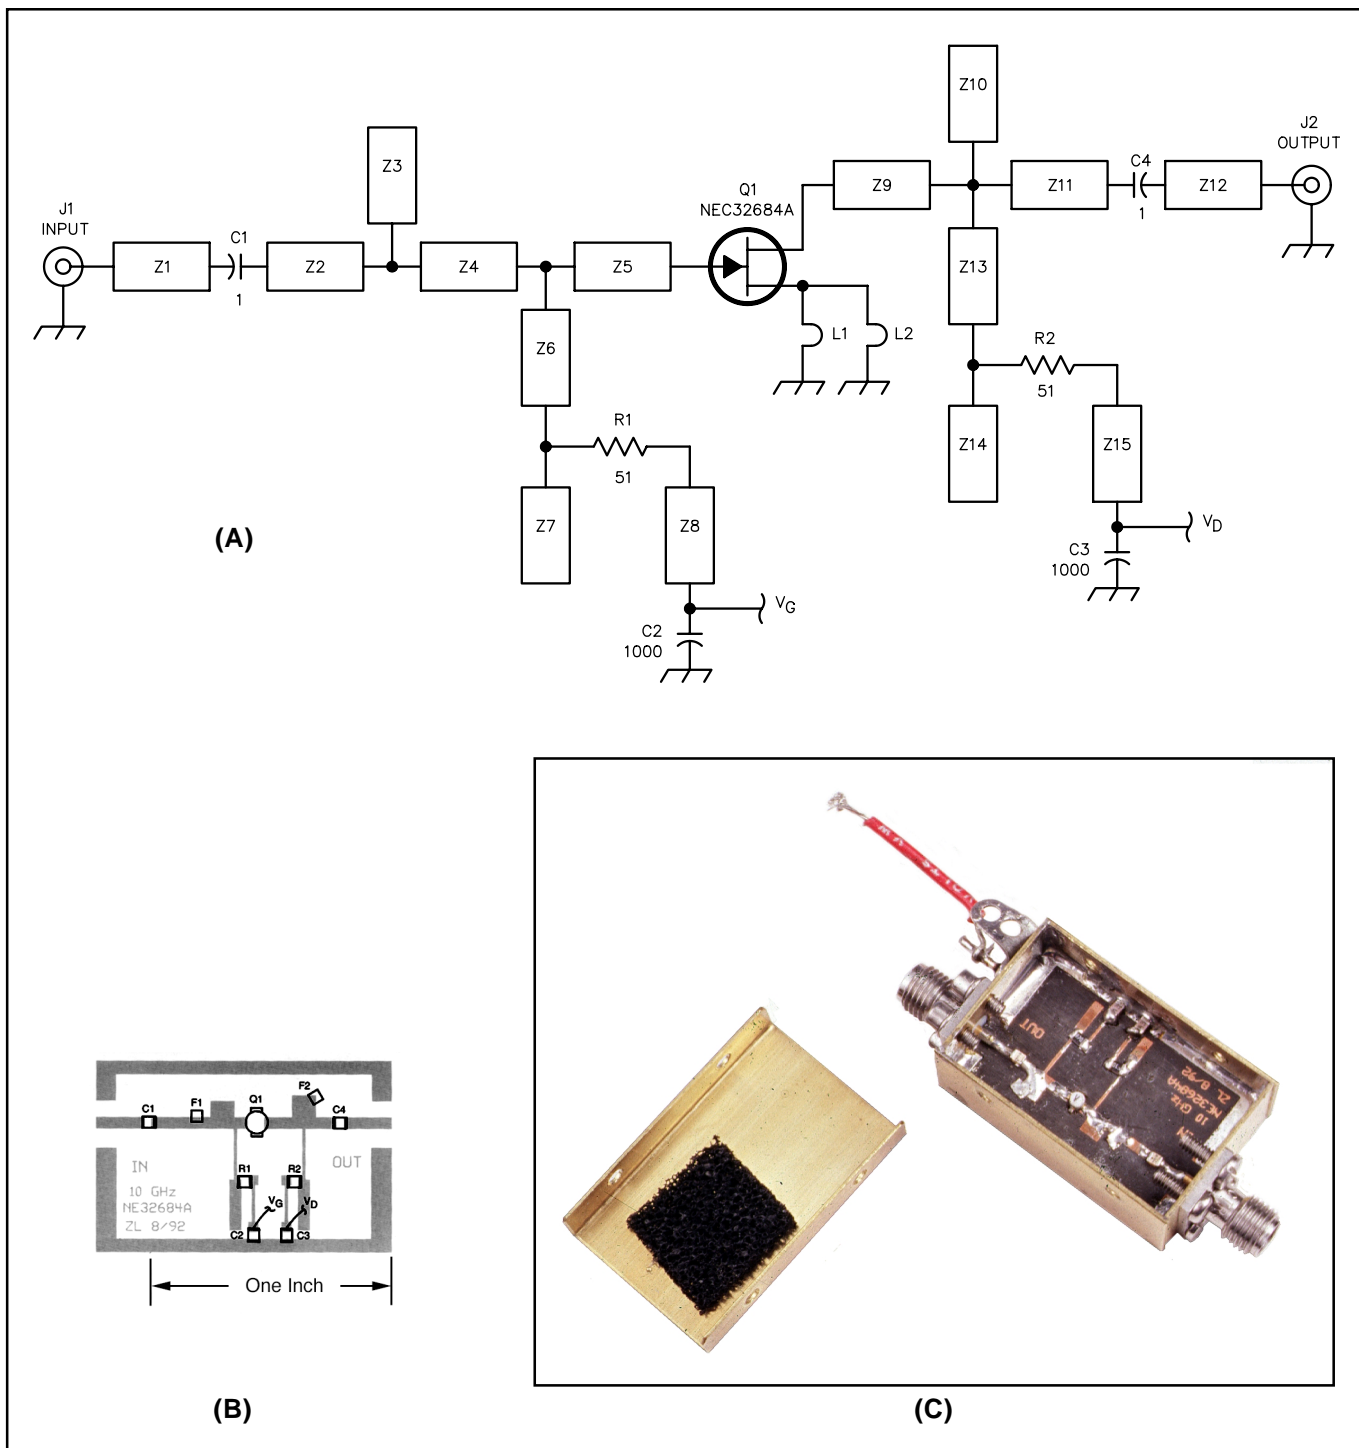 Z10
J2
OUTPUT
Z3
C4
Z9
Z11
Z12
1
Q1
NEC32684A
J1
INPUT
C1
Z1
Z2
Z4
Z5
1
Z13
Z6
L1
L2
R2
51
R1
51
Z14
Z15
Z7
Z8
(A)
VD
C3
1000
VG
C2
1000
F2
C1
F1
Q1
C4
IN
OUT
R1
R2
10 GHz
NE32684A
ZL 8/92
VG
VD
C2
C3
One Inch
OUT
10 GHz
NE32684A
ZL 8/92
IN
(B)
(C)